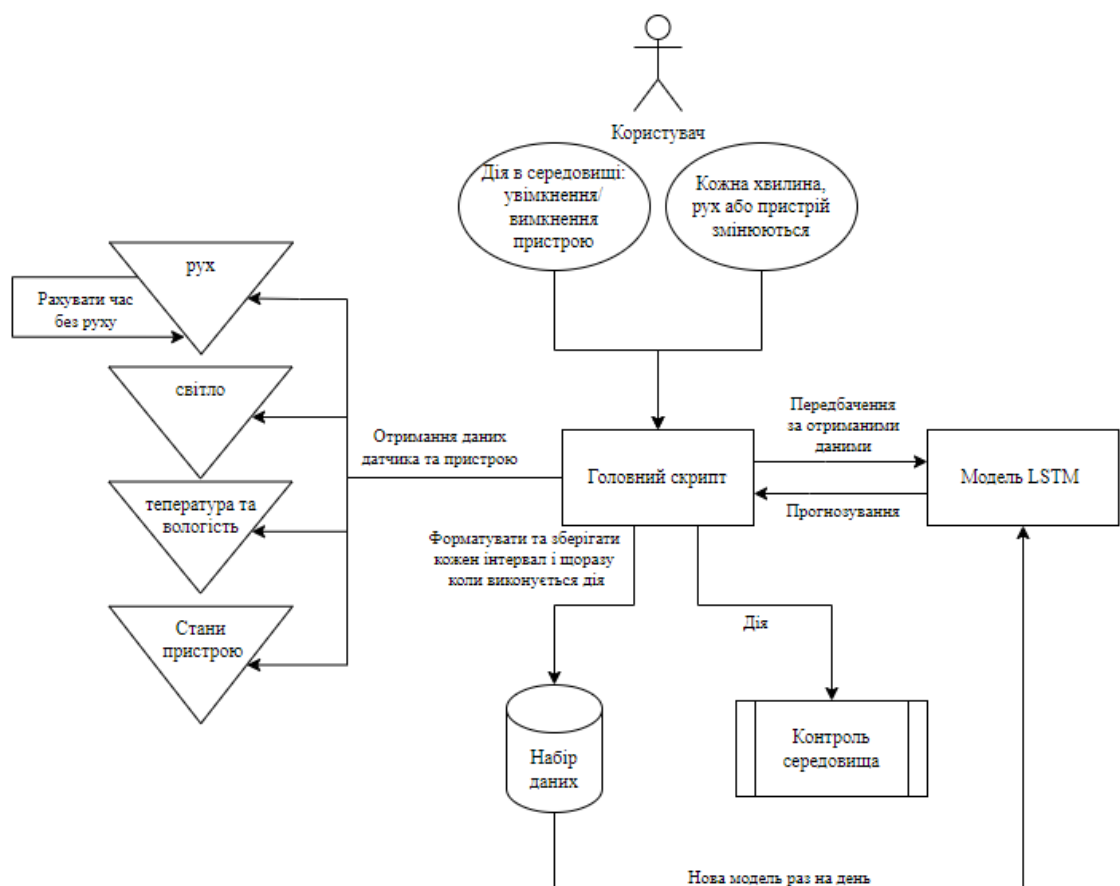 Користувач
Дія в середовищі:
увімкнення/
вимкнення
пристрою
Кожна хвилина,
рух або пристрій
змінюються
рух
Рахувати час
без руху
світло
тепература та
вологість
Стани
пристрою
Отримання даних
датчика та пристрою
Головний скрипт
Передбачення
за отриманими
даними
Прогнозування
Модель LSTM
Форматувати та зберігати
кожен інтервал і щоразу
коли виконується дія
Дія
Набір
даних
Контроль
середовища
Нова модель раз на день